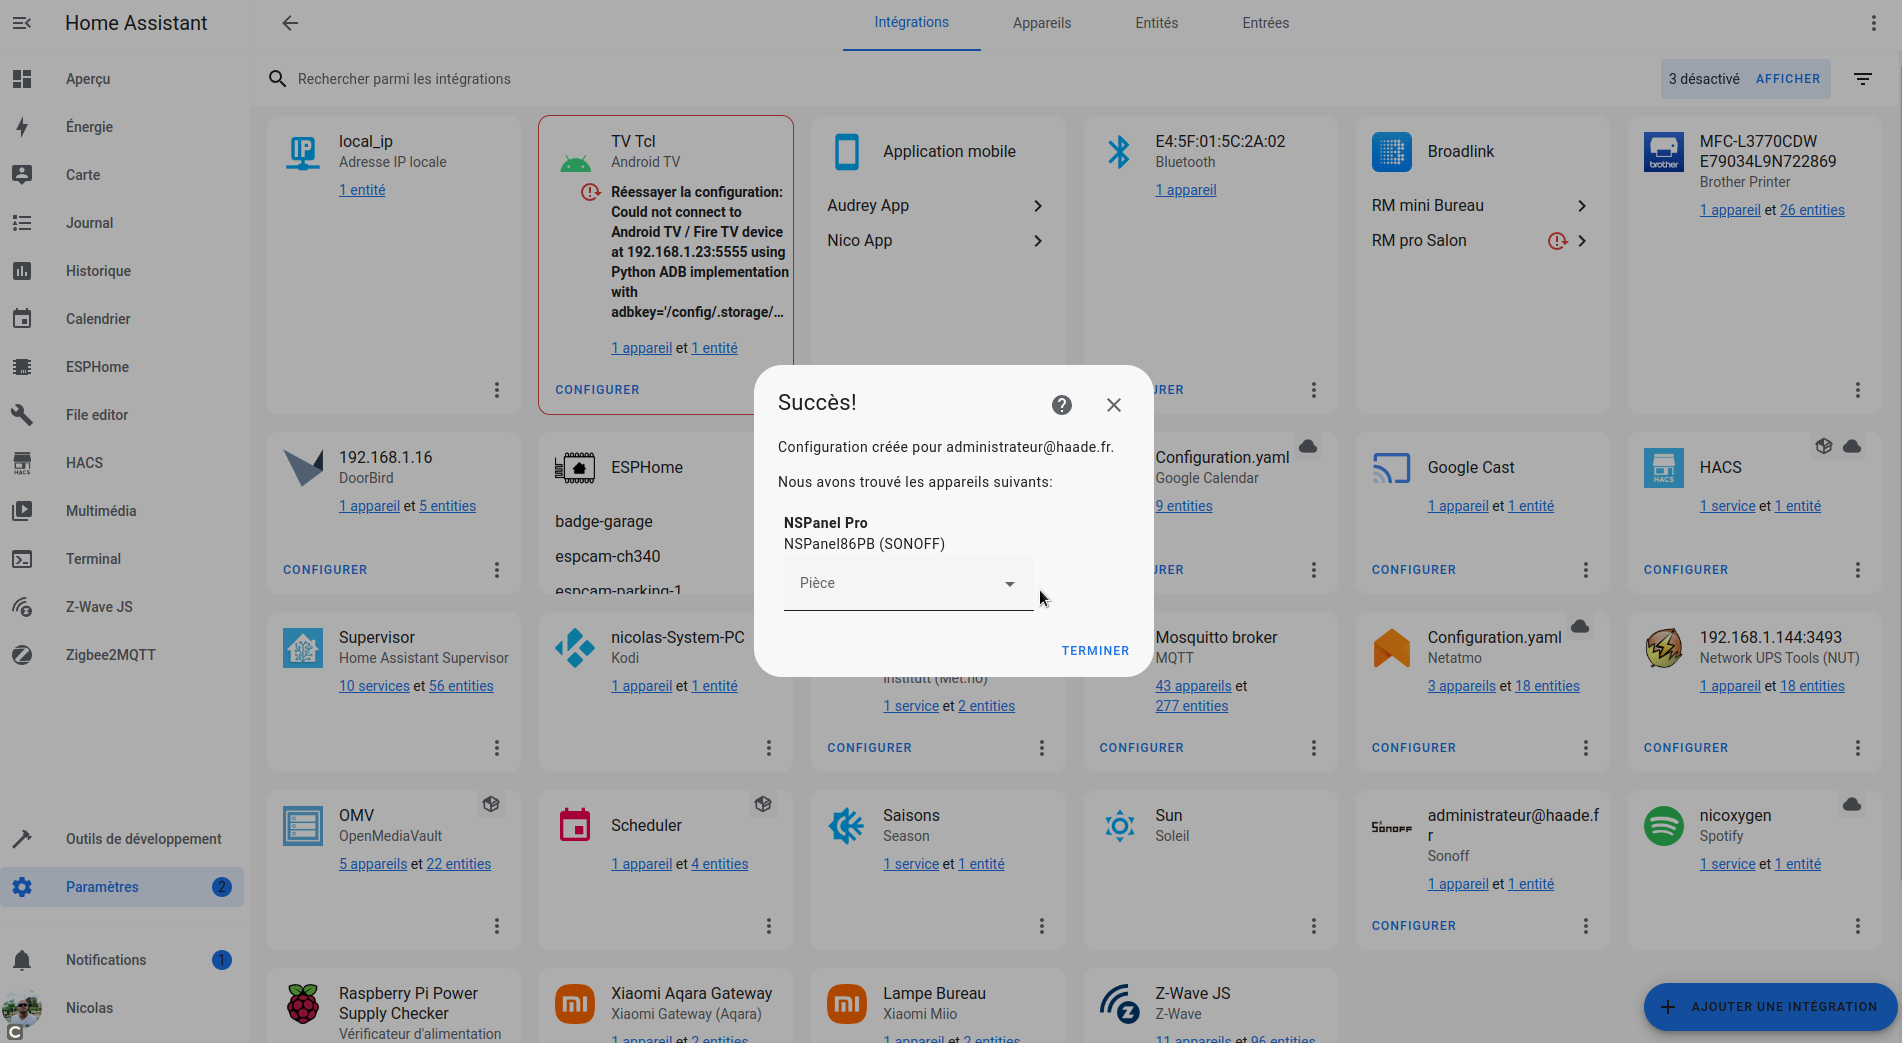 Home Assistant
Intégrations
Appareils
Entités
Entrées
Aperçu
Énergie
Carte
Journal
Historique
Calendrier
ESPHome
File editor
HACS
HACS
Multimédia
Terminal
Z-Wave JS
Zigbee2MQTT
Outils de développement
Paramètres
2
Notifications
1
Nicolas
C
Rechercher parmi les intégrations
3 désactivé
AFFICHER
IP
local_ip
Adresse IP locale
1 entité
TV Tcl
Android TV
Réessayer la configuration:
Could not connect to
Android TV / Fire TV device
at 192.168.1.23:5555 using
Python ADB implementation
with
adbkey='/config/.storage/...
1 appareil et 1 entité
CONFIGURER
Application mobile
Audrey App
Nico App
E4:5F:01:5C:2A:02
Bluetooth
1 appareil
URER
Broadlink
RM mini Bureau
RM pro Salon
brother
MFC-L3770CDW
E79034L9N722869
Brother Printer
1 appareil et 26 entities
192.168.1.16
DoorBird
1 appareil et 5 entities
CONFIGURER
ESPHome
badge-garage
espcam-ch340
espcam-parking-1
Succès!
Configuration créée pour administrateur@haade.fr.
Nous avons trouvé les appareils suivants:
NSPanel Pro
NSPanel86PB (SONOFF)
Pièce
TERMINER
Configuration.yaml
Google Calendar
9 entities
URER
Google Cast
1 appareil et 1 entité
CONFIGURER
HACS
HACS
1 service et 1 entité
CONFIGURER
Supervisor
Home Assistant Supervisor
10 services et 56 entities
nicolas-System-PC
Kodi
1 appareil et 1 entité
Institutt (Met.no)
1 service et 2 entities
CONFIGURER
Mosquitto broker
MQTT
43 appareils et
277 entities
CONFIGURER
Configuration.yaml
Netatmo
3 appareils et 18 entities
CONFIGURER
192.168.1.144:3493
Network UPS Tools (NUT)
1 appareil et 18 entities
CONFIGURER
OMV
OpenMediaVault
5 appareils et 22 entities
Scheduler
1 appareil et 4 entities
Saisons
Season
1 service et 1 entité
Sun
Soleil
SONOFF
administrateur@haade.f
r
Sonoff
1 appareil et 1 entité
CONFIGURER
nicoxygen
Spotify
1 service et 1 entité
Raspberry Pi Power
Supply Checker
Vérificateur d'alimentation
Xiaomi Aqara Gateway
Xiaomi Gateway (Aqara)
1 appareil et 2 entities
Lampe Bureau
Xiaomi Miio
1 appareil et 2 entities
Z-Wave JS
Z-Wave
11 appareils et 96 entities
AJOUTER UNE INTÉGRATION